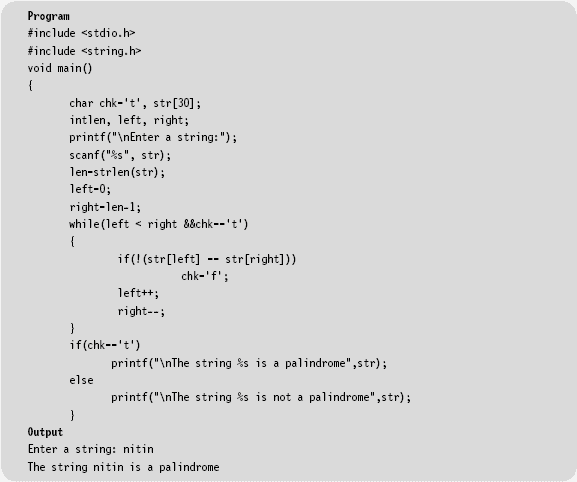 Program
#include <stdio.h>
#include <string.h>
void main()
{
char chk='t', str[30];
intlen, left, right;
printf("\nEnter a string:");
scanf("%s", str);
len=strlen(str);
left=0;
right=len-1;
while(left < right &&chk=='t')
{
if(!(str[left] == str[right]))
chk='f';
left++;
right--;
}
if(chk=='t')
printf("\nThe string %s is a palindrome",str);
else
printf("\nThe string %s is not a palindrome",str);
}
Output
Enter a string: nitin
The string nitin is a palindrome